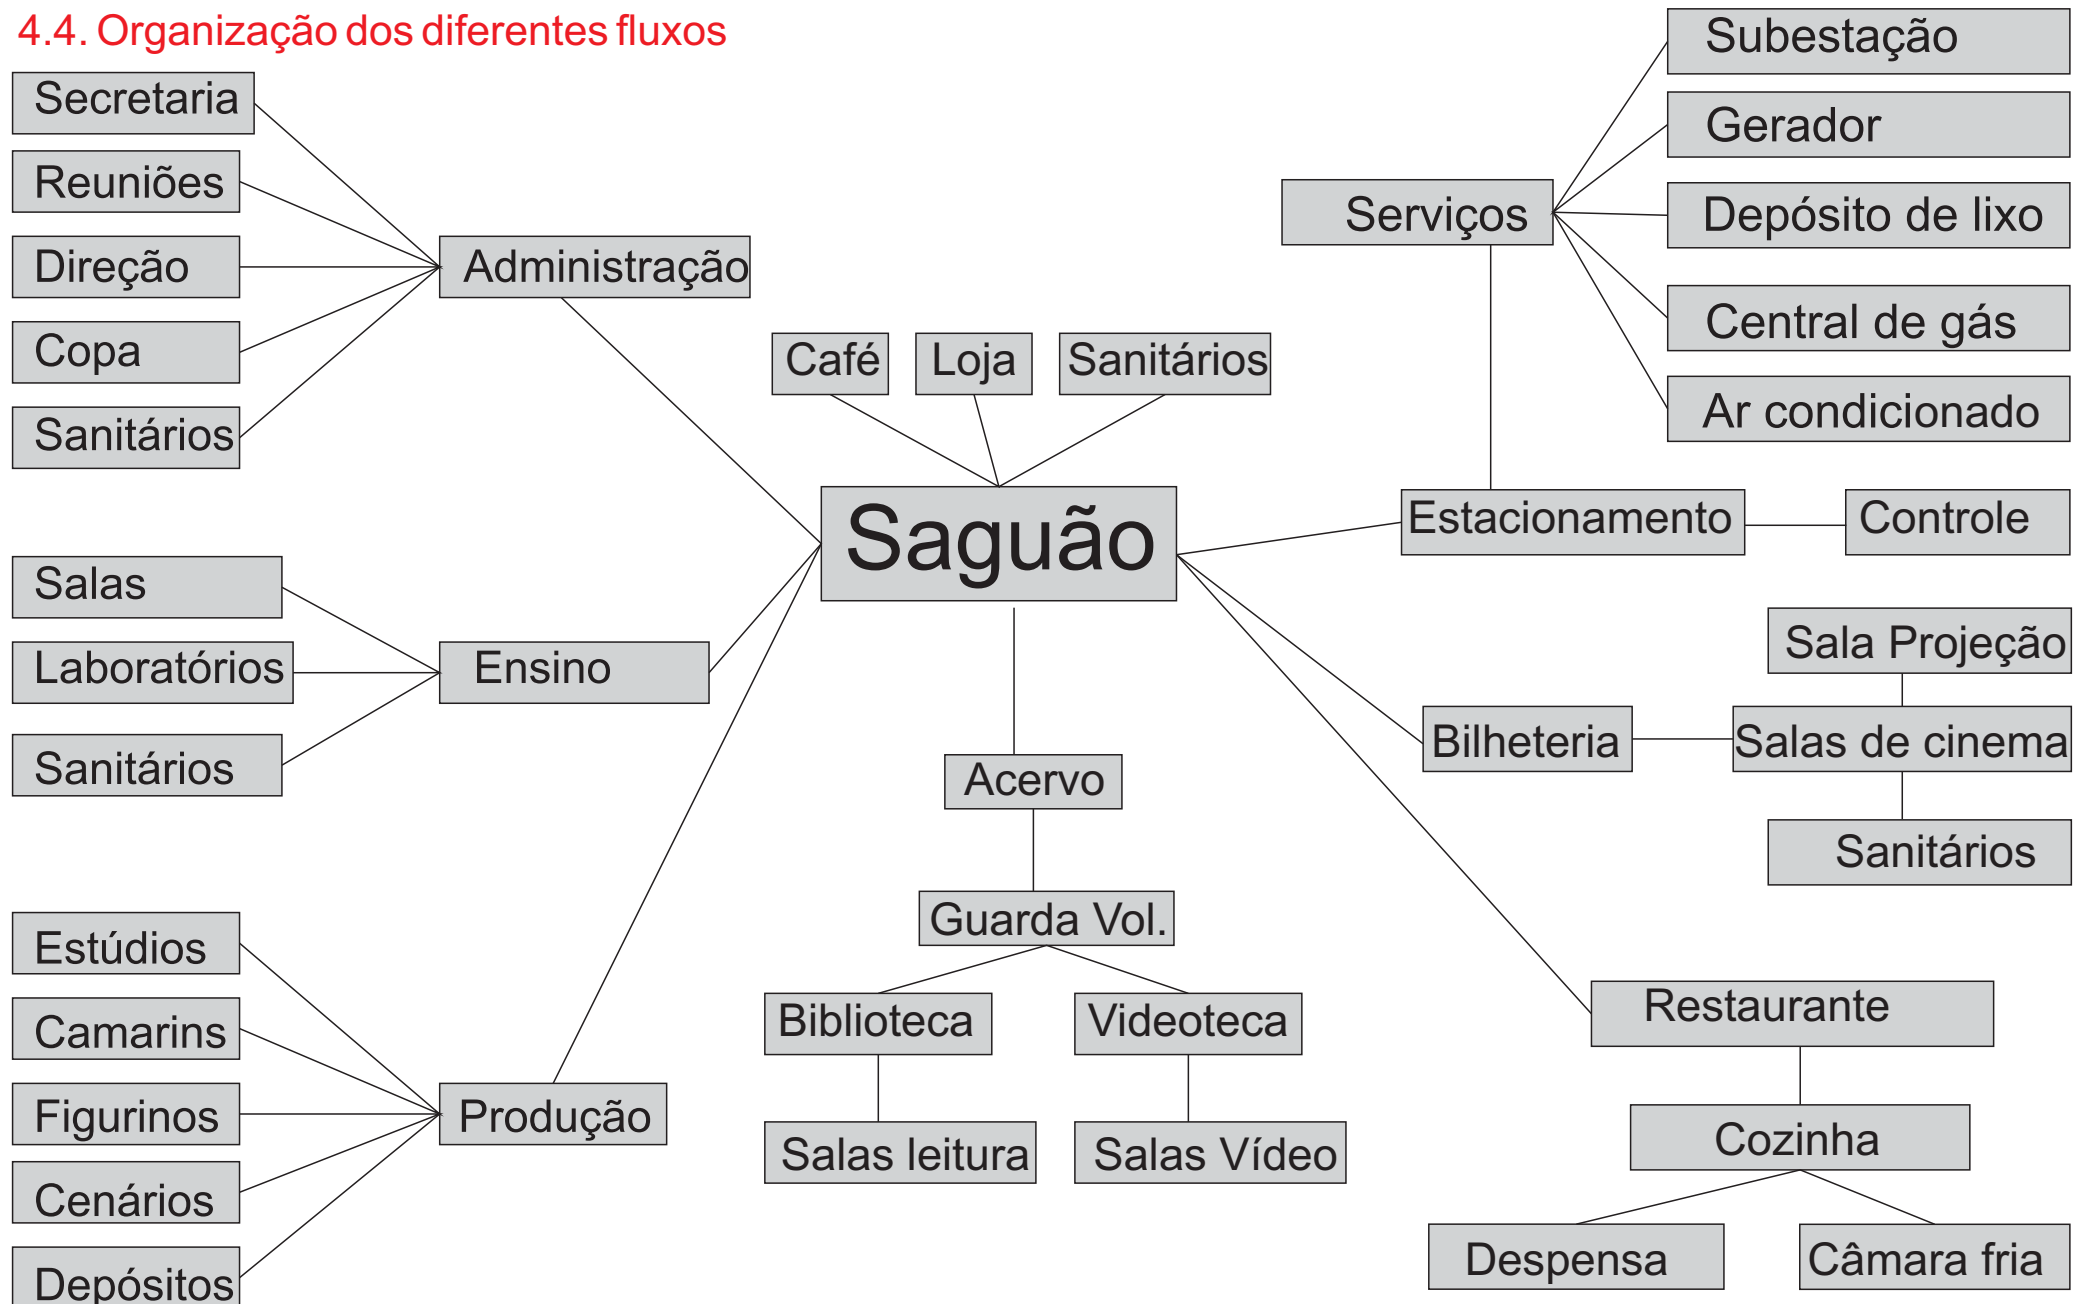 4.4. Organização dos diferentes fluxos
Secretaria
Reuniões
Direção
Copa
Sanitários
Administração
Salas
Laboratórios
Sanitários
Ensino
Estúdios
Camarins
Figurinos
Cenários
Depósitos
Produção
Café
Loja
Sanitários
Saguão
Acervo
Guarda Vol.
Biblioteca
Videoteca
Salas leitura
Salas Vídeo
Serviços
Subestação
Gerador
Depósito de lixo
Central de gás
Ar condicionado
Estacionamento
Controle
Sala Projeção
Bilheteria
Salas de cinema
Sanitários
Restaurante
Cozinha
Despensa
Câmara fria